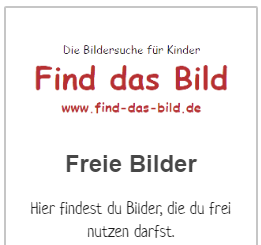 Die Bildersuche für Kinder
Find das Bild
www.find-das-bild.de
Freie Bilder
Hier findest du Bilder, die du frei
nutzen darfst.